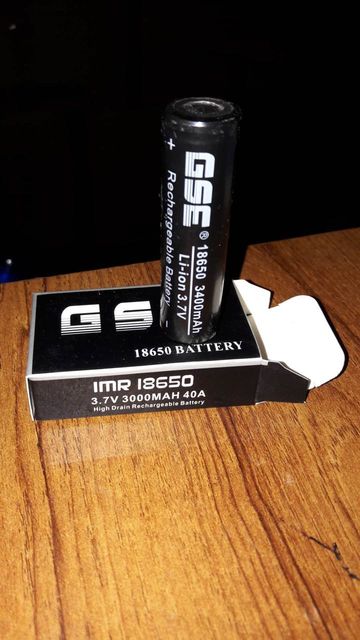 +
GSE®
18650 3400mAh
Li-ion 3.7V
Rechargeable Battery
-
GS
18650 BATTERY
IMR 18650
3.7V 3000MAH 40A
High Drain Rechargeable Battery